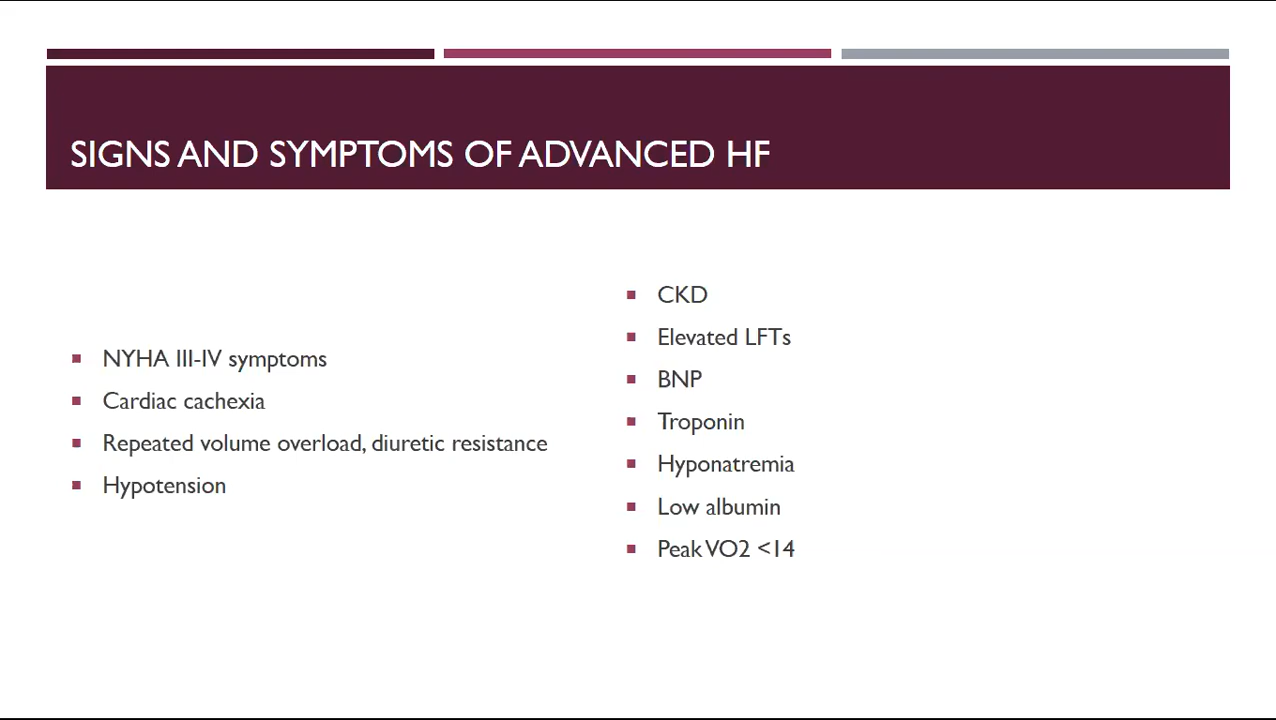 SIGNS AND SYMPTOMS OF ADVANCED HF
NYHA III-IV symptoms
Cardiac cachexia
Repeated volume overload, diuretic resistance
Hypotension
CKD
Elevated LFTs
BNP
Troponin
Hyponatremia
Low albumin
Peak VO2 <14